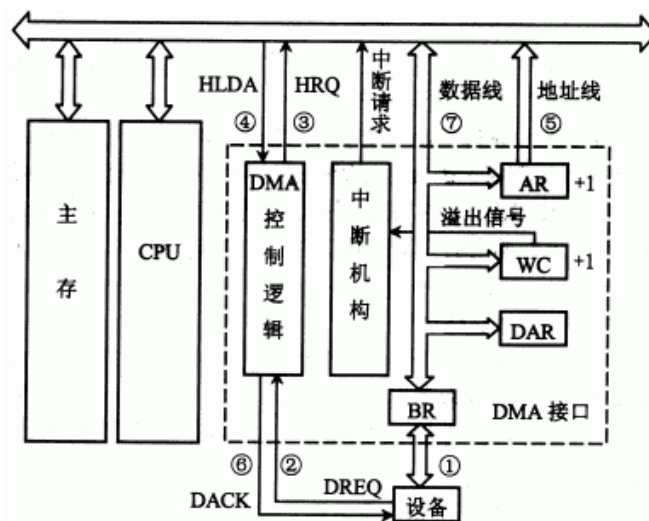 HLDA
HRQ
中断请求
数据线
地址线
④
③
⑦
⑤
主存
CPU
DMA
控制逻辑
中断机构
AR
+1
溢出信号
WC
+1
DAR
BR
DMA 接口
⑥
②
①
DACK
DREQ
设备